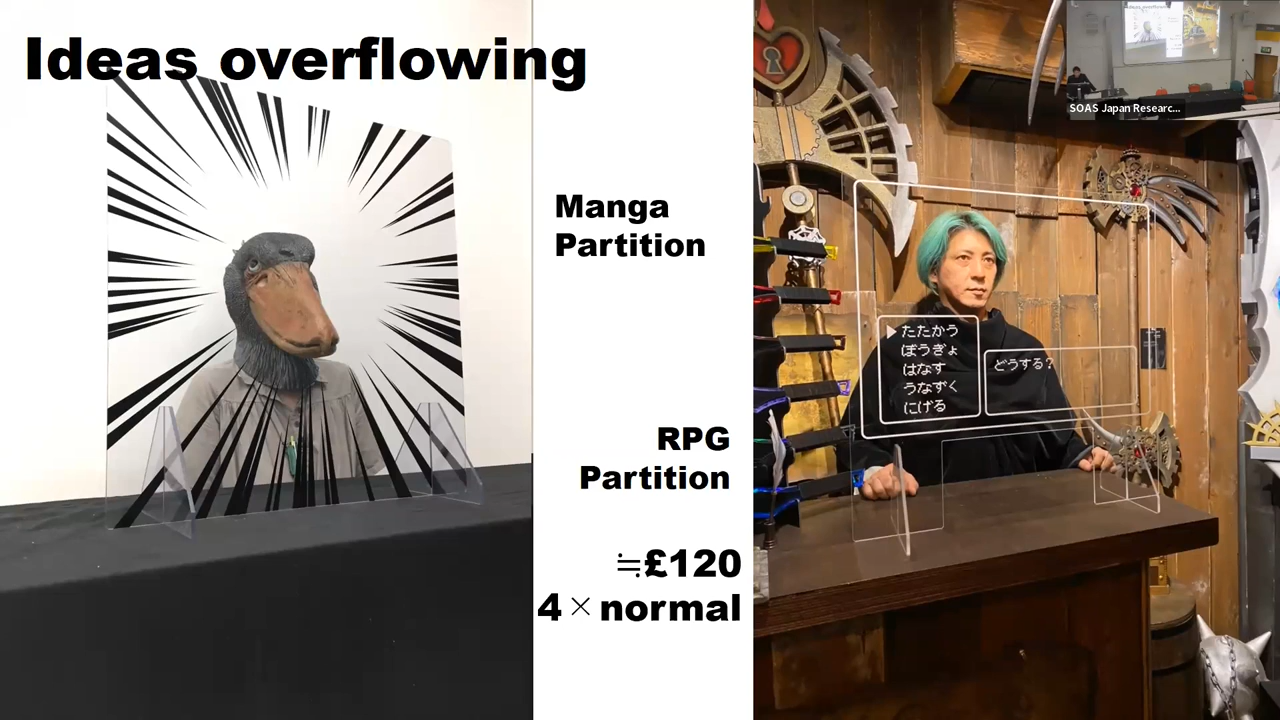 Ideas overflowing
SOAS Japan Researc...
Manga
Partition
▶たたかう
ぼうぎょ
はなす
うなずく
にげる
どうする?
RPG
Partition
≒£120
4×normal